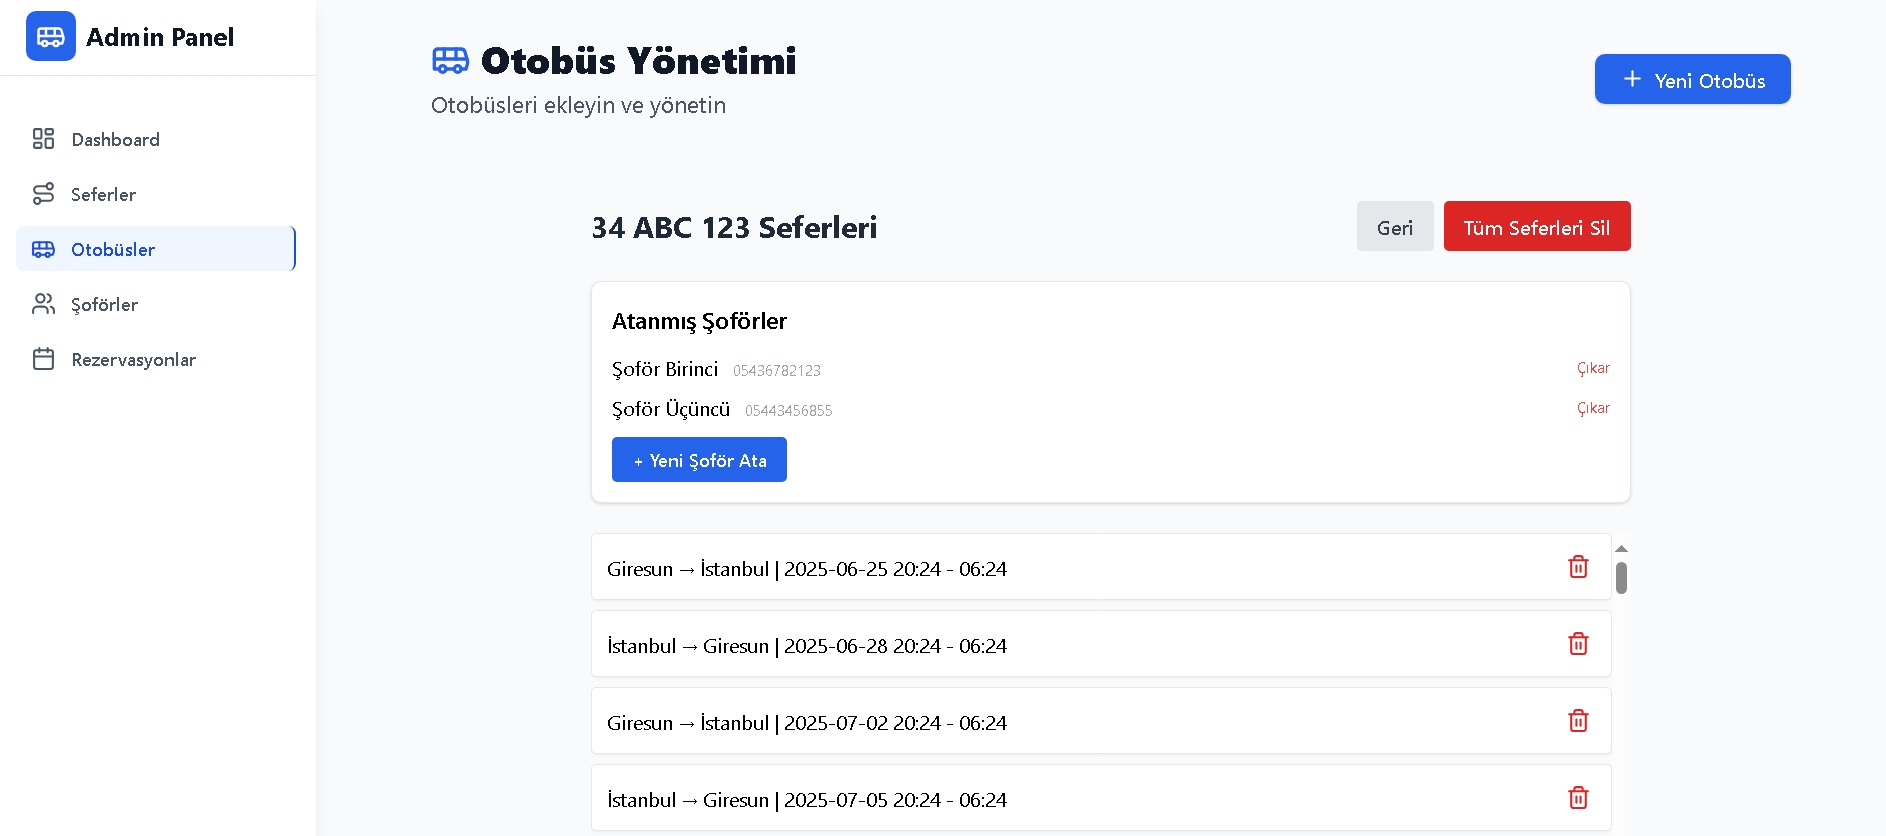 Admin Panel
Dashboard
Seferler
Otobüsler
Şoförler
Rezervasyonlar
Otobüs Yönetimi
Otobüsleri ekleyin ve yönetin
+ Yeni Otobüs
34 ABC 123 Seferleri
Geri
Tüm Seferleri Sil
Atanmış Şoförler
Şoför Birinci 05436782123 Çıkar
Şoför Üçüncü 05443456855 Çıkar
+ Yeni Şoför Ata
Giresun → İstanbul | 2025-06-25 20:24 - 06:24
İstanbul → Giresun | 2025-06-28 20:24 - 06:24
Giresun → İstanbul | 2025-07-02 20:24 - 06:24
İstanbul → Giresun | 2025-07-05 20:24 - 06:24